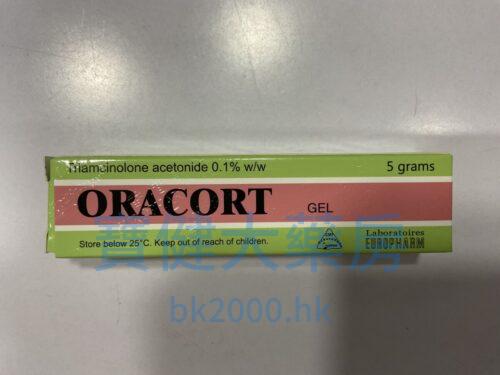 Triamcinolone acetonide 0.1% w/w
5 grams
ORACORT
GEL
Laboratoires
EUROPHARM
Store below 25°C. Keep out of reach of children.
寶健大藥房
bk2000.hk